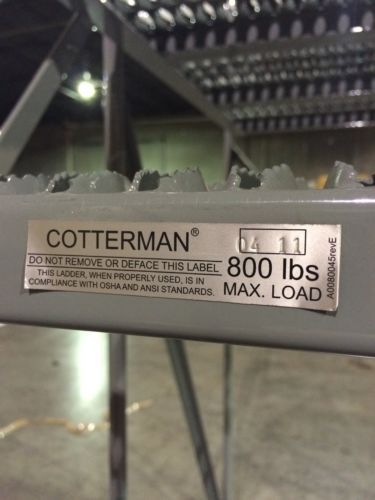 COTTERMAN®
DO NOT REMOVE OR DEFACE THIS LABEL
THIS LADDER, WHEN PROPERLY USED, IS IN
COMPLIANCE WITH OSHA AND ANSI STANDARDS.
04 11
800 lbs
MAX. LOAD
A0080045revE